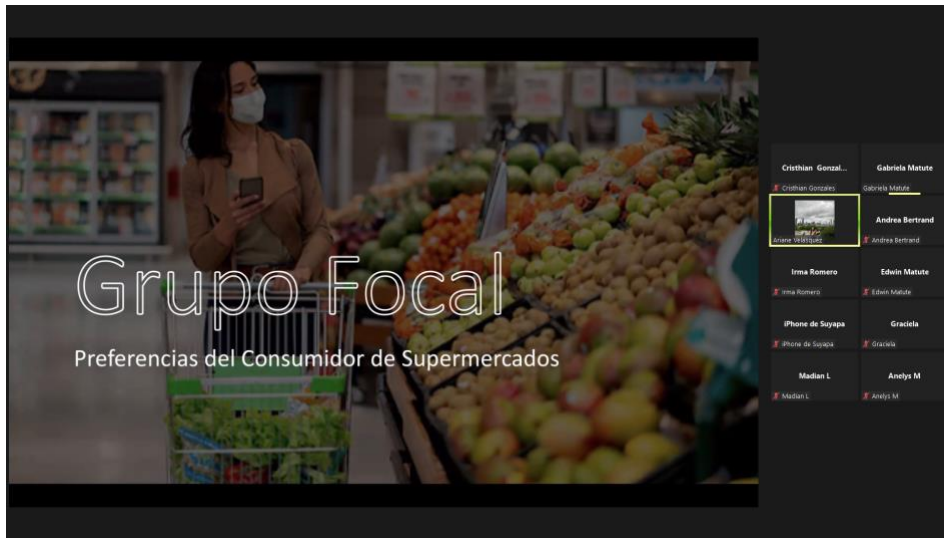 Grupo Focal
Preferencias del Consumidor de Supermercados
Cristhian Gonzal...
Cristhian Gonzales
Gabriela Matute
Gabriela Matute
Ariane Velásquez
Andrea Bertrand
Andrea Bertrand
Irma Romero
Irma Romero
Edwin Matute
Edwin Matute
iPhone de Suyapa
iPhone de Suyapa
Graciela
Graciela
Madian L
Madian L
Anelys M
Anelys M